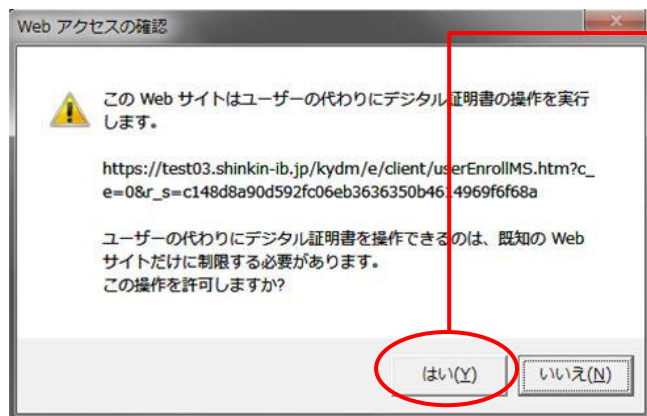 Web アクセスの確認
この Web サイトはユーザーの代わりにデジタル証明書の操作を実行
します。
https://test03.shinkin-ib.jp/kydm/e/client/userEnrollMS.htm?c_
e=0&r_s=c148d8a90d592fc06eb3636350b4614969f6f68a
ユーザーの代わりにデジタル証明書を操作できるのは、既知の Web
サイトだけに制限する必要があります。
この操作を許可しますか?
はい(Y)
いいえ(N)